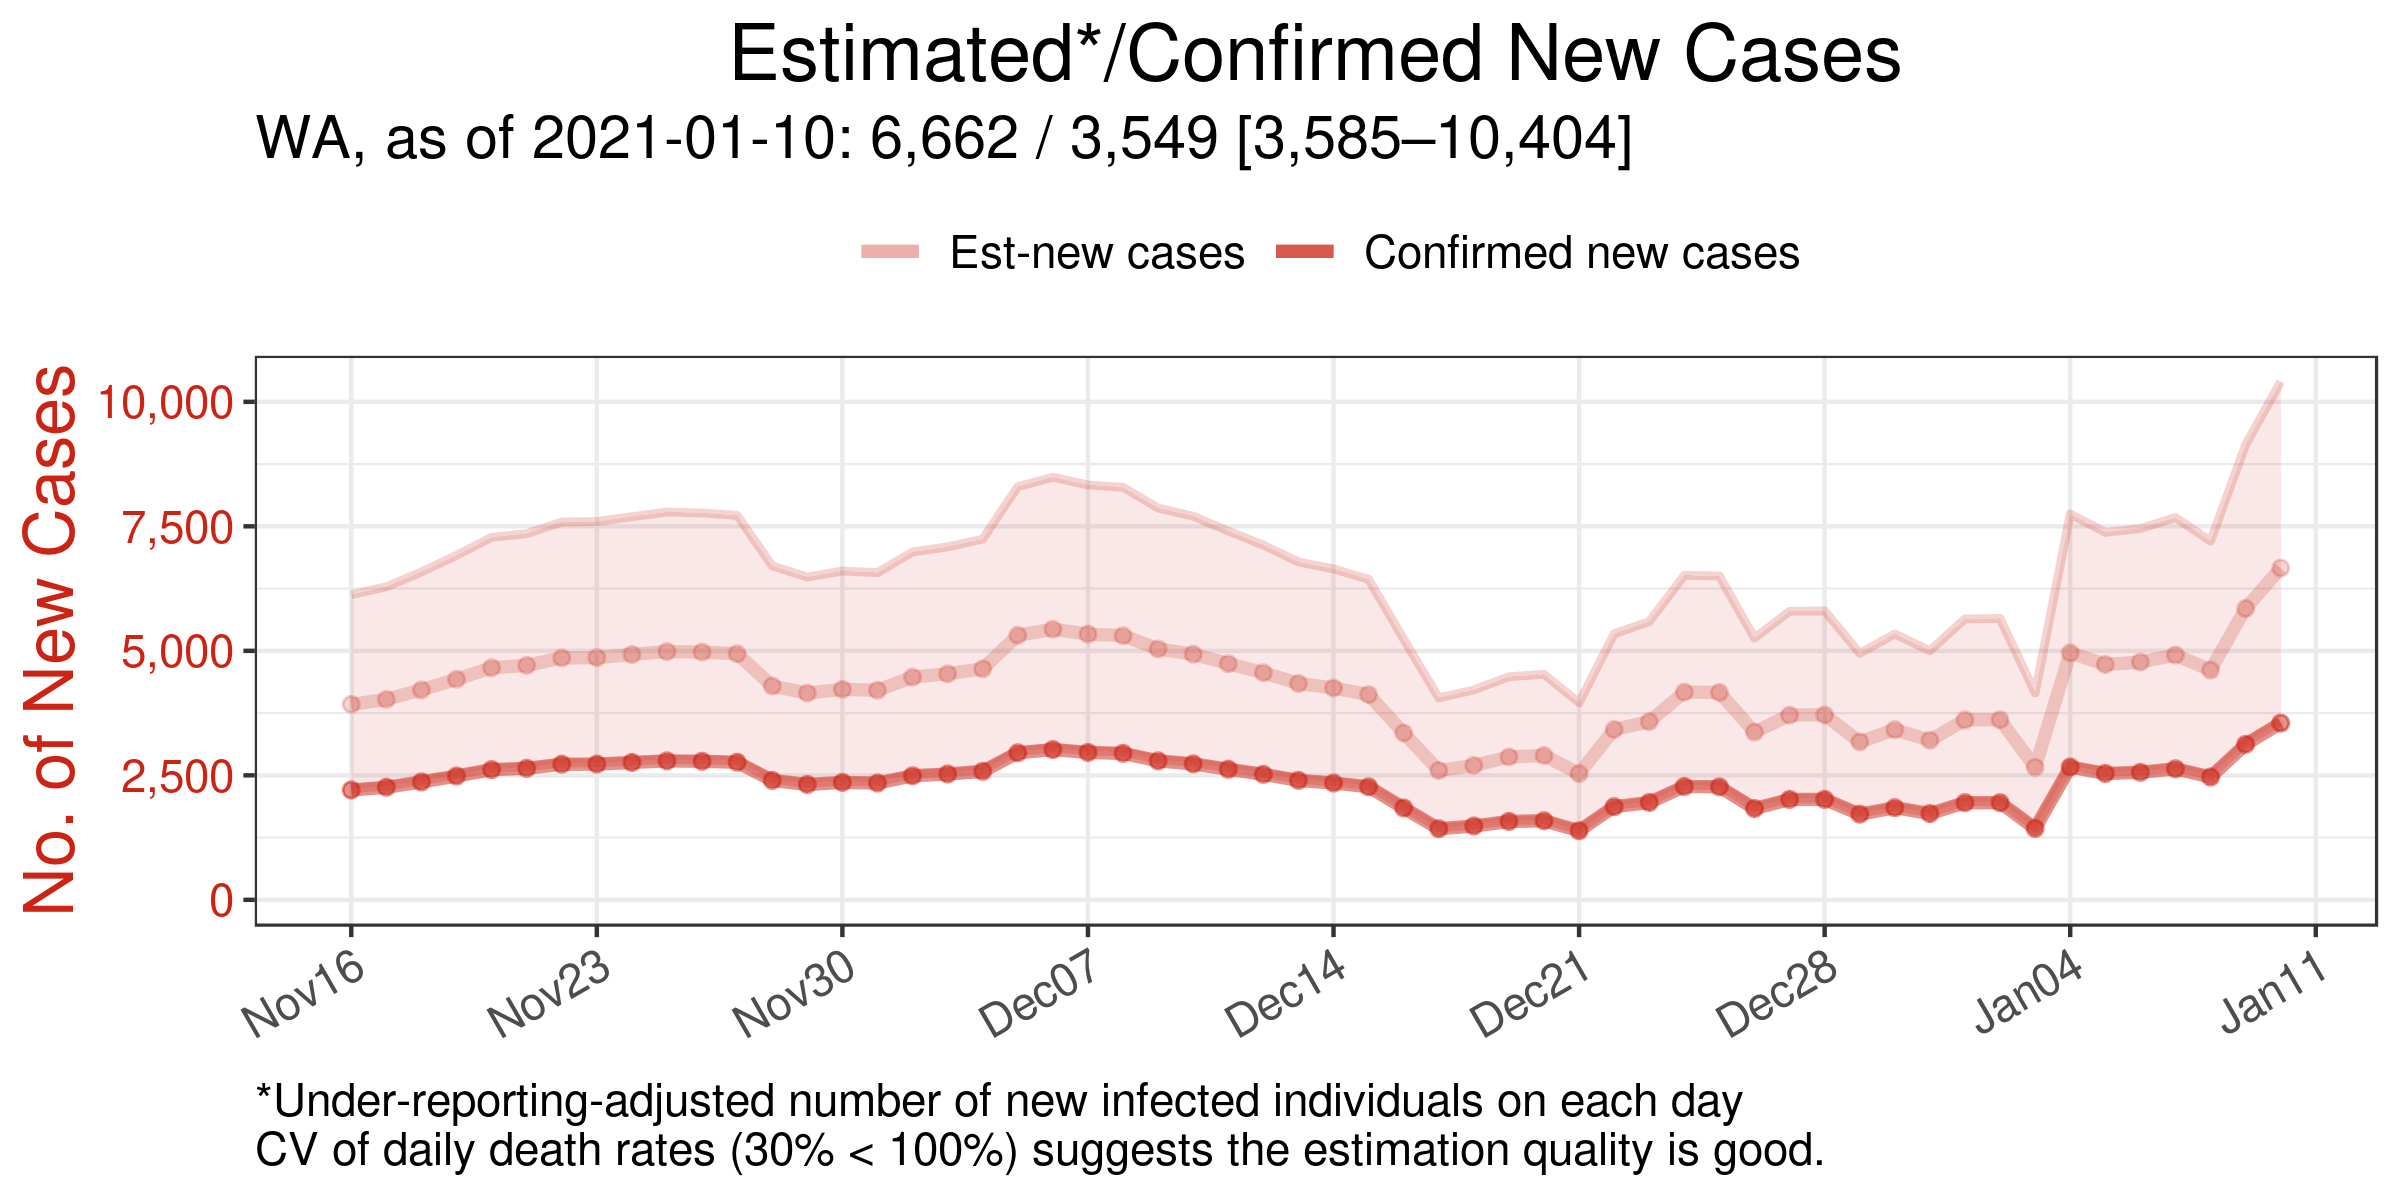 Estimated*/Confirmed New Cases
WA, as of 2021-01-10: 6,662 / 3,549 [3,585–10,404]
Est-new cases
Confirmed new cases
No. of New Cases
10,000
7,500
5,000
2,500
0
Nov16
Nov23
Nov30
Dec07
Dec14
Dec21
Dec28
Jan04
Jan11
*Under-reporting-adjusted number of new infected individuals on each day
CV of daily death rates (30% < 100%) suggests the estimation quality is good.